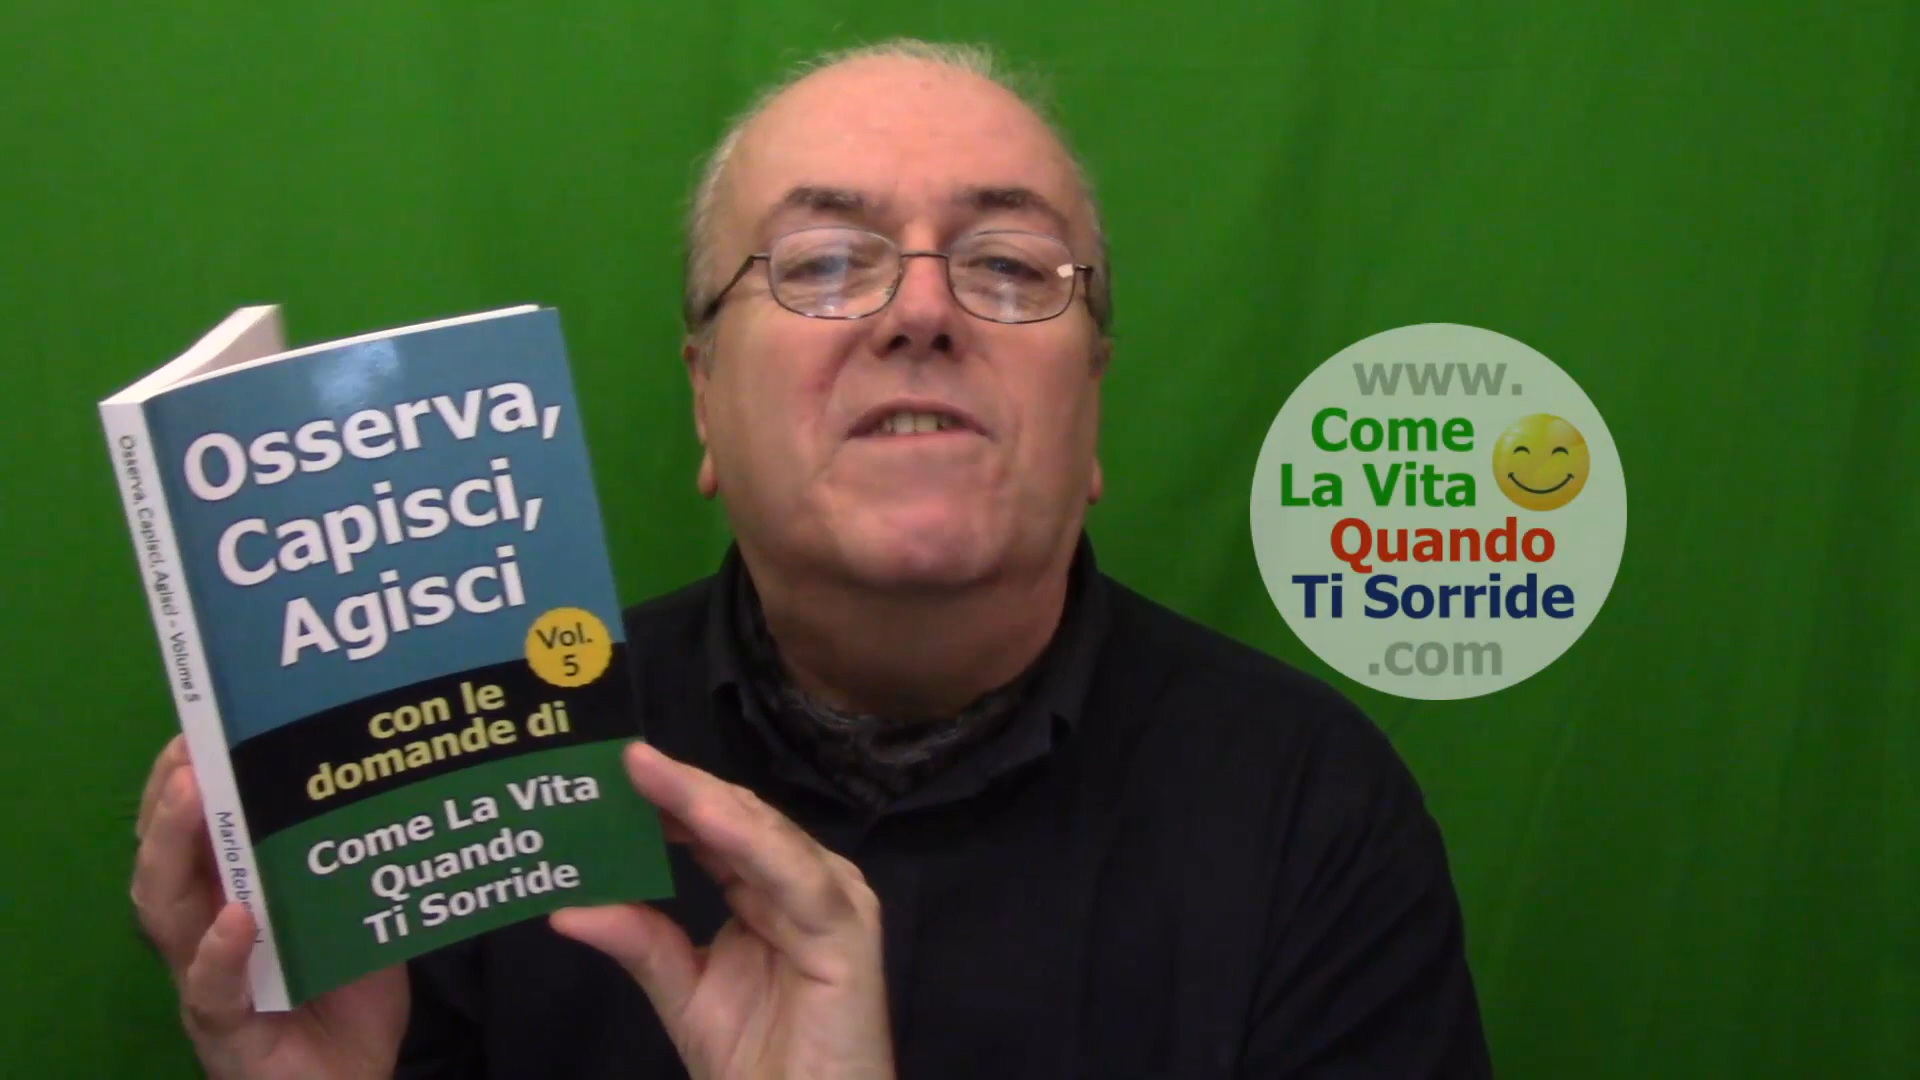 Osserva,
Capisci,
Agisci
Vol.
5
con le
domande di
Come La Vita
Quando
Ti Sorride
Osserva, Capisci, Agisci - Volume 5
Mario
www.
Come
La Vita
Quando
Ti Sorride
.com